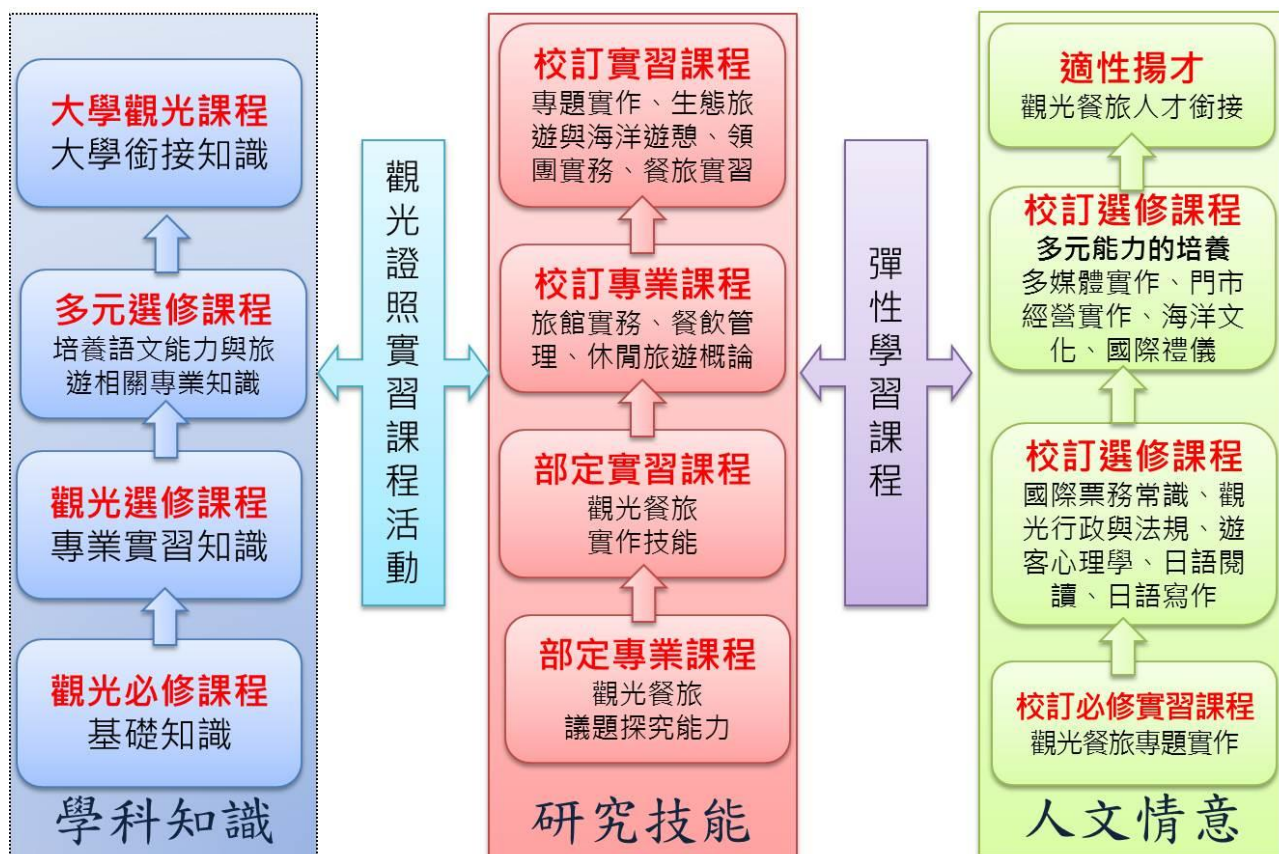 大學觀光課程
大學銜接知識
多元選修課程
培養語文能力與旅
遊相關專業知識
觀光選修課程
專業實習知識
觀光必修課程
基礎知識
學科知識
觀光證照實習課程活動
校訂實習課程
專題實作、生態旅
遊與海洋遊憩、領
團實務、餐旅實習
校訂專業課程
旅館實務、餐飲管
理、休閒旅遊概論
部定實習課程
觀光餐旅
實作技能
部定專業課程
觀光餐旅
議題探究能力
研究技能
彈性學習課程
適性揚才
觀光餐旅人才銜接
校訂選修課程
多元能力的培養
多媒體實作、門市
經營實作、海洋文
化、國際禮儀
校訂選修課程
國際票務常識、觀
光行政與法規、遊
客心理學、日語閱
讀、日語寫作
校訂必修實習課程
觀光餐旅專題實作
人文情意